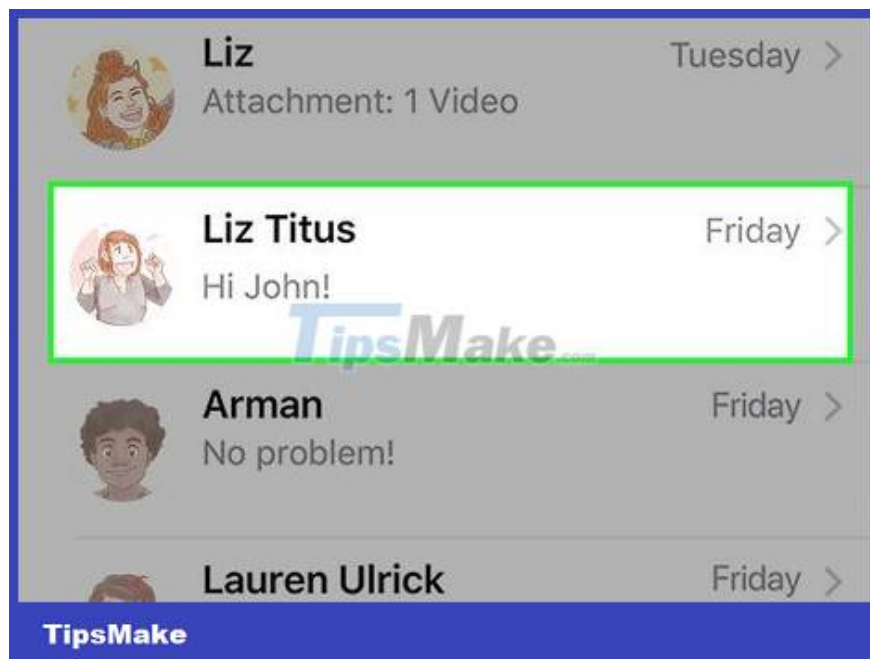 Liz Tuesday
Attachment: 1 Video
Liz Titus Friday
Hi John!
TipsMake.com
Arman Friday
No problem!
Lauren Ulrick Friday
TipsMake